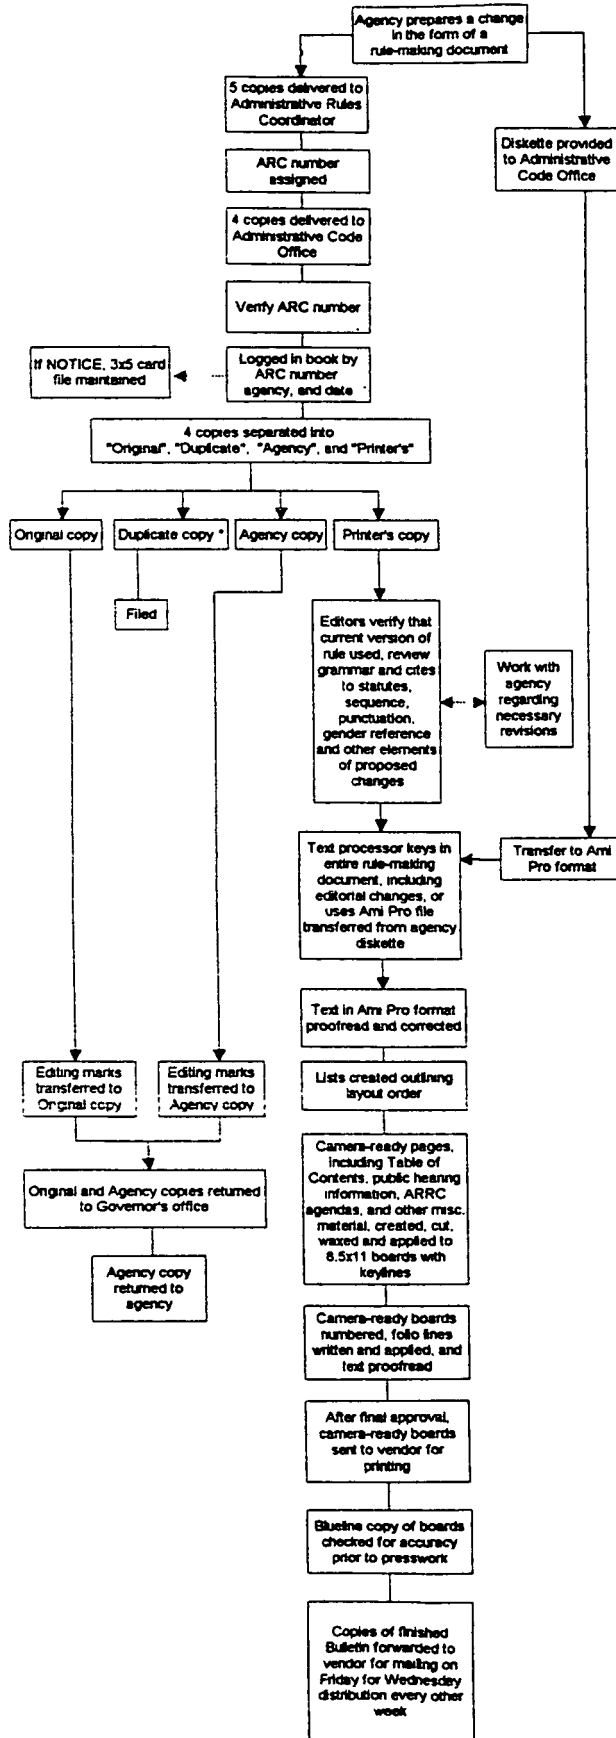 Agency prepares a change
in the form of a
rule-making document
5 copies delivered to
Administrative Rules
Coordinator
Diskette provided
to Administrative
Code Office
ARC number
assigned
4 copies delivered to
Administrative Code
Office
Verify ARC number
If NOTICE, 3x5 card
file maintained
Logged in book by
ARC number
agency, and date
4 copies separated into
"Original", "Duplicate", "Agency", and "Printer's"
Original copy
Duplicate copy *
Agency copy
Printer's copy
Filed
Editors verify that
current version of
rule used, review
grammar and cites
to statutes,
sequence,
punctuation,
gender reference
and other elements
of proposed
changes
Work with
agency
regarding
necessary
revisions
Text processor keys in
entire rule-making
document, including
editorial changes, or
uses Ami Pro file
transferred from agency
diskette
Transfer to Ami
Pro format
Text in Ami Pro format
proofread and corrected
Editing marks
transferred to
Original copy
Editing marks
transferred to
Agency copy
Lists created outlining
layout order
Original and Agency copies returned
to Governor's office
Agency copy
returned to
agency
Camera-ready pages,
including Table of
Contents, public hearing
information, ARRC
agendas, and other misc.
material, created, cut,
waxed and applied to
8.5x11 boards with
keylines
Camera-ready boards
numbered, folio lines
written and applied, and
text proofread
After final approval,
camera-ready boards
sent to vendor for
printing
Blueline copy of boards
checked for accuracy
prior to presswork
Copies of finished
Bulletin forwarded to
vendor for mailing on
Friday for Wednesday
distribution every other
week